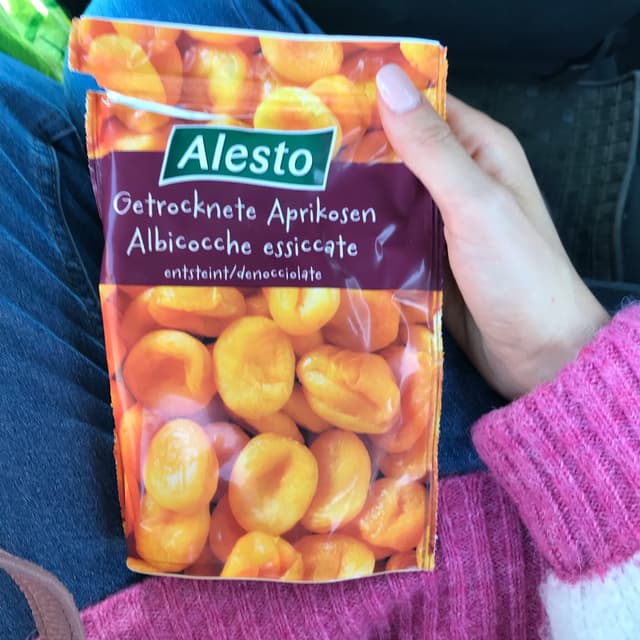 Alesto
Getrocknete Aprikosen
Albicocche essiccate
entsteint/denocciolate